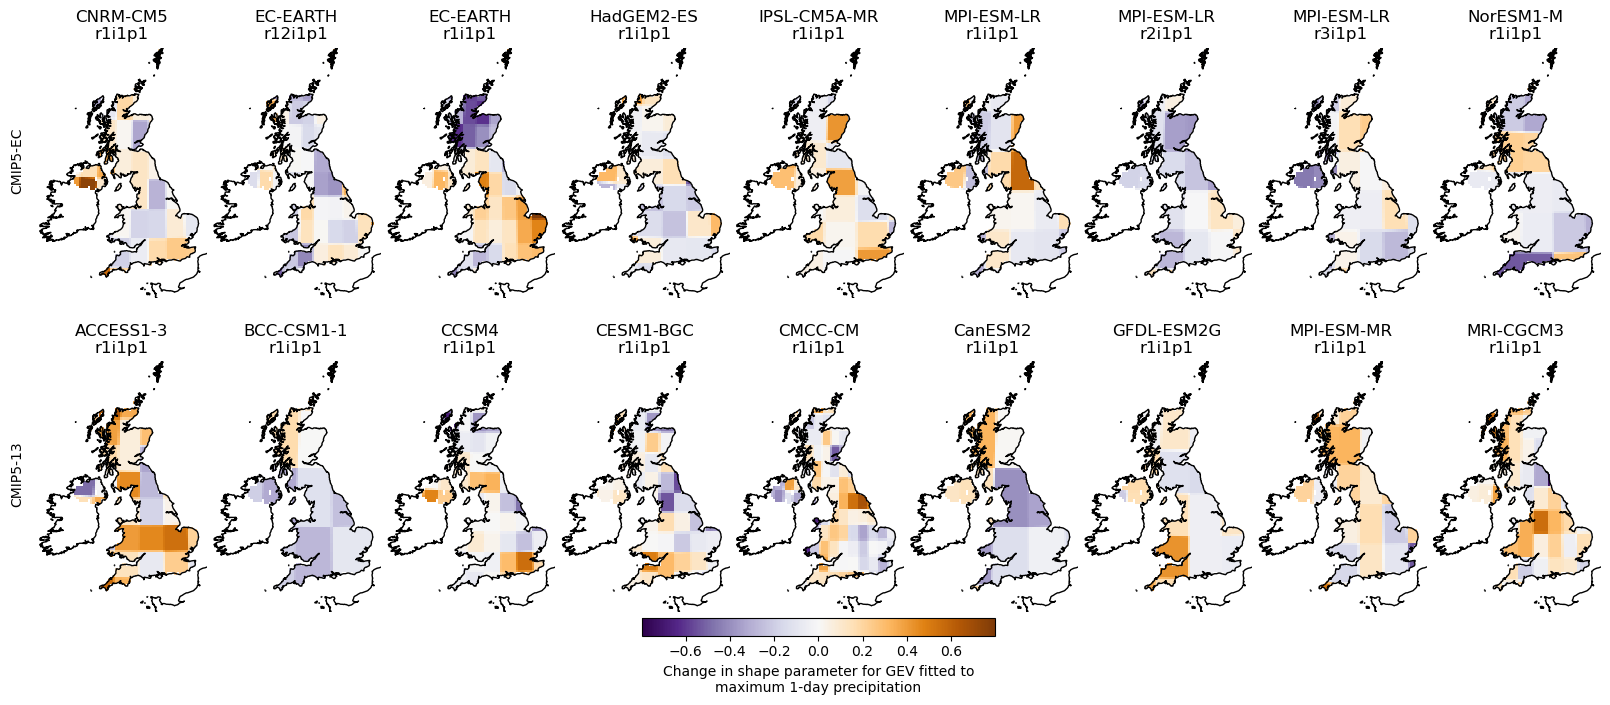 CNRM-CM5
r1i1p1
EC-EARTH
r12i1p1
EC-EARTH
r1i1p1
HadGEM2-ES
r1i1p1
IPSL-CM5A-MR
r1i1p1
MPI-ESM-LR
r1i1p1
MPI-ESM-LR
r2i1p1
MPI-ESM-LR
r3i1p1
NorESM1-M
r1i1p1
CMIP5-EC
ACCESS1-3
r1i1p1
BCC-CSM1-1
r1i1p1
CCSM4
r1i1p1
CESM1-BGC
r1i1p1
CMCC-CM
r1i1p1
CanESM2
r1i1p1
GFDL-ESM2G
r1i1p1
MPI-ESM-MR
r1i1p1
MRI-CGCM3
r1i1p1
CMIP5-13
−0.6 −0.4 −0.2 0.0 0.2 0.4 0.6
Change in shape parameter for GEV fitted to
maximum 1-day precipitation